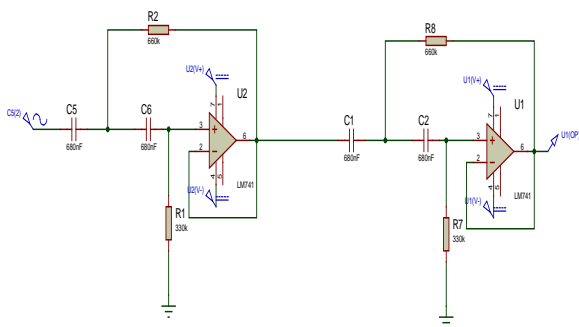 R2
660k
R8
660k
U2(V+)
U2
U1(V+)
U1
C5(2)
C5
680nF
C6
680nF
7
1
3
2
6
4
5
LM741
U2(V-)
C1
680nF
C2
680nF
7
1
3
2
6
4
5
LM741
U1(V-)
U1(OP)
R1
330k
R7
330k